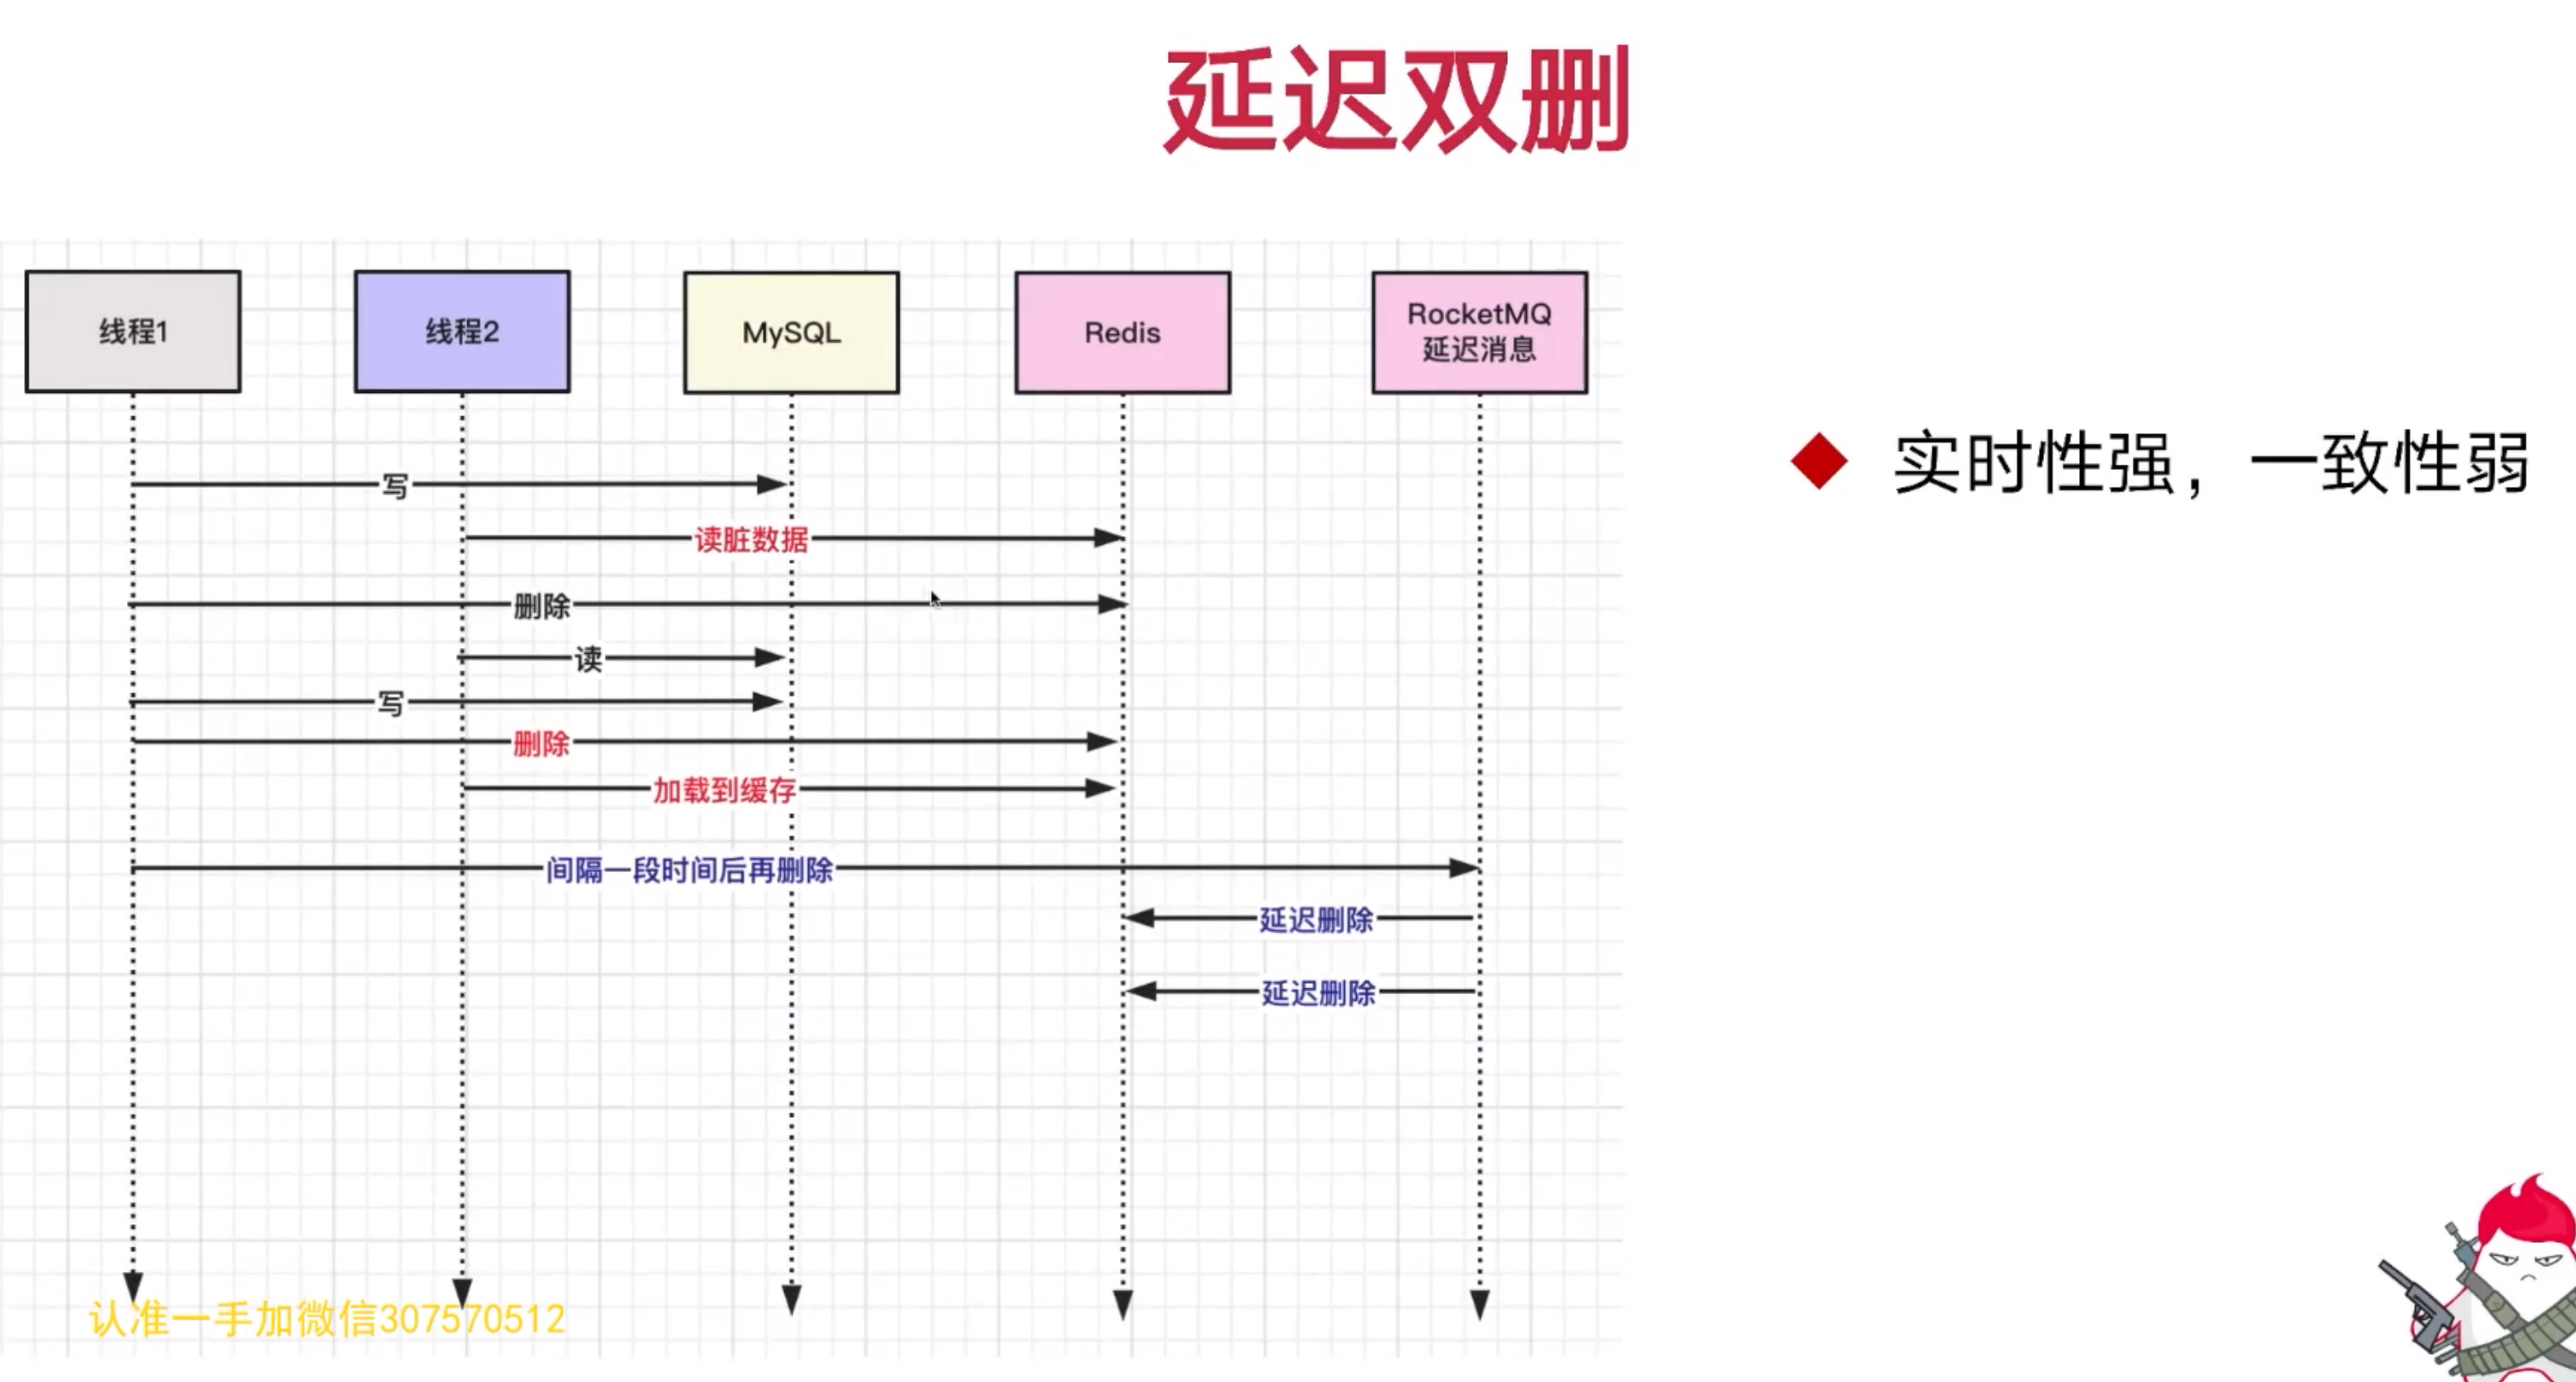 延迟双删
线程1
线程2
MySQL
Redis
RocketMQ
延迟消息
实时性强，一致性弱
写
读脏数据
删除
读
写
删除
加载到缓存
间隔一段时间后再删除
延迟删除
延迟删除
认准一手加微信307570512